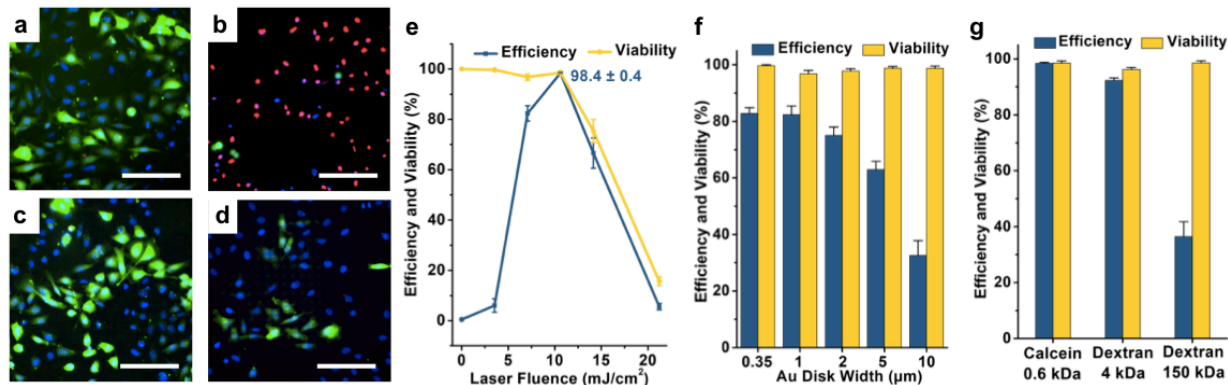 a
b
c
d
e
Efficiency Viability
Efficiency and Viability (%)
100
80
60
40
20
0
98.4 ± 0.4
0 5 10 15 20
Laser Fluence (mJ/cm²)
f
Efficiency Viability
Efficiency and Viability (%)
100
80
60
40
20
0
0.35 1 2 5 10
Au Disk Width (µm)
g
Efficiency Viability
Efficiency and Viability (%)
100
80
60
40
20
0
Calcein Dextran Dextran
0.6 kDa 4 kDa 150 kDa